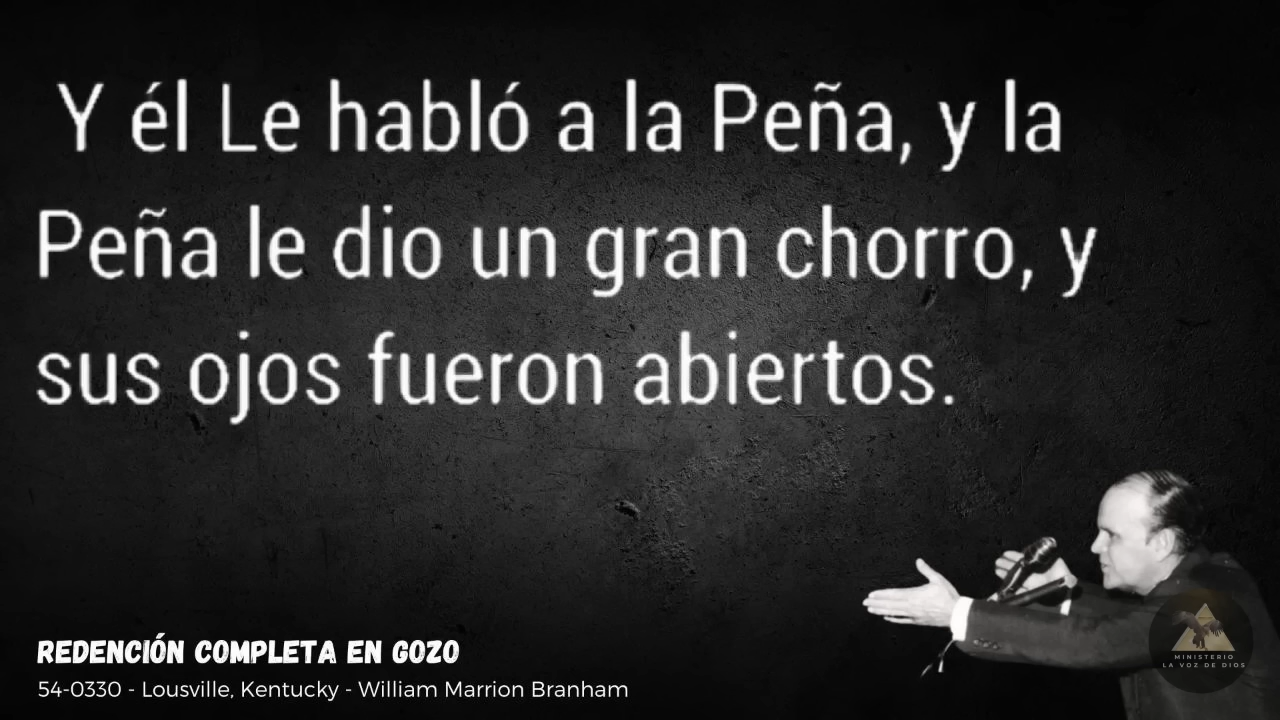 Y él Le habló a la Peña, y la
Peña le dio un gran chorro, y
sus ojos fueron abiertos.
REDENCIÓN COMPLETA EN GOZO
54-0330 - Lousville, Kentucky - William Marrion Branham
MINISTERIO
LA VOZ DE DIOS